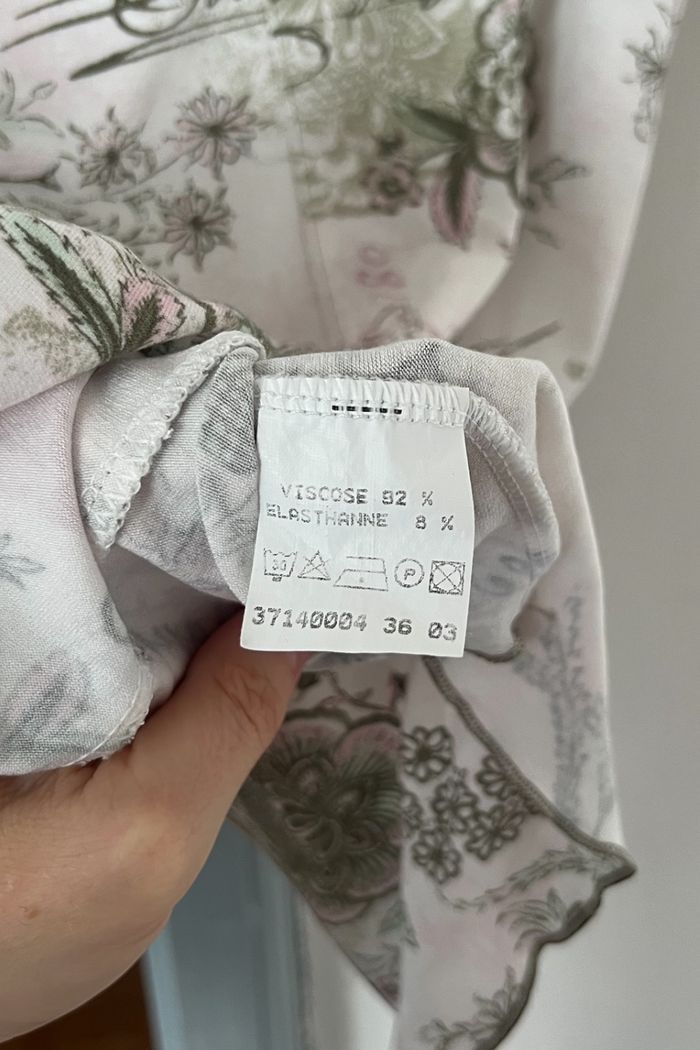 VISCOSE 92 %
ELASTHANNE 8 %
30
P
37140004 36 03